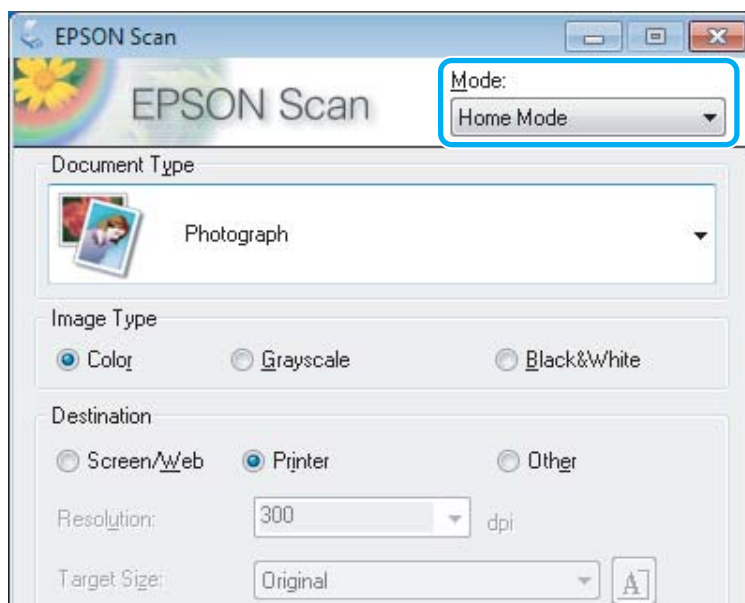 EPSON Scan
EPSON Scan
Mode:
Home Mode
Document Type
Photograph
Image Type
Color Grayscale Black&White
Destination
Screen/Web Printer Other
Resolution: 300 dpi
Target Size: Original A